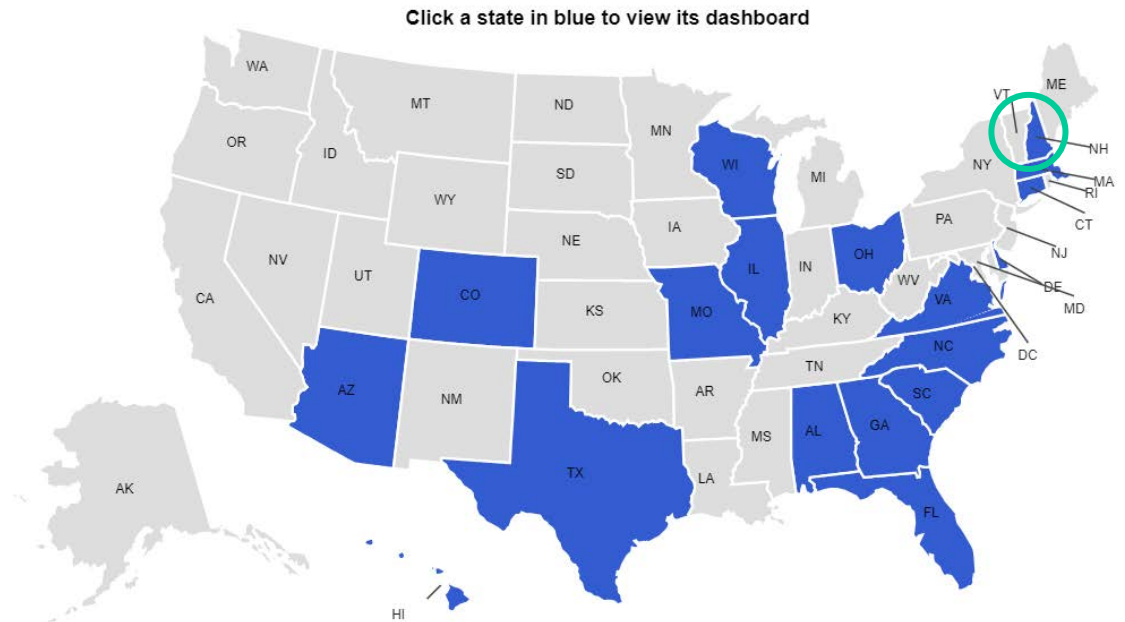 Click a state in blue to view its dashboard
WA
MT
ND
MN
VT
ME
OR
ID
SD
WI
MI
NY
NH
MA
RI
WY
CT
IA
PA
NE
NJ
NV
UT
CO
IL
IN
OH
WV
DE
MD
CA
KS
MO
KY
VA
DC
NC
TN
AZ
NM
OK
AR
SC
MS
AL
GA
TX
LA
AK
FL
HI